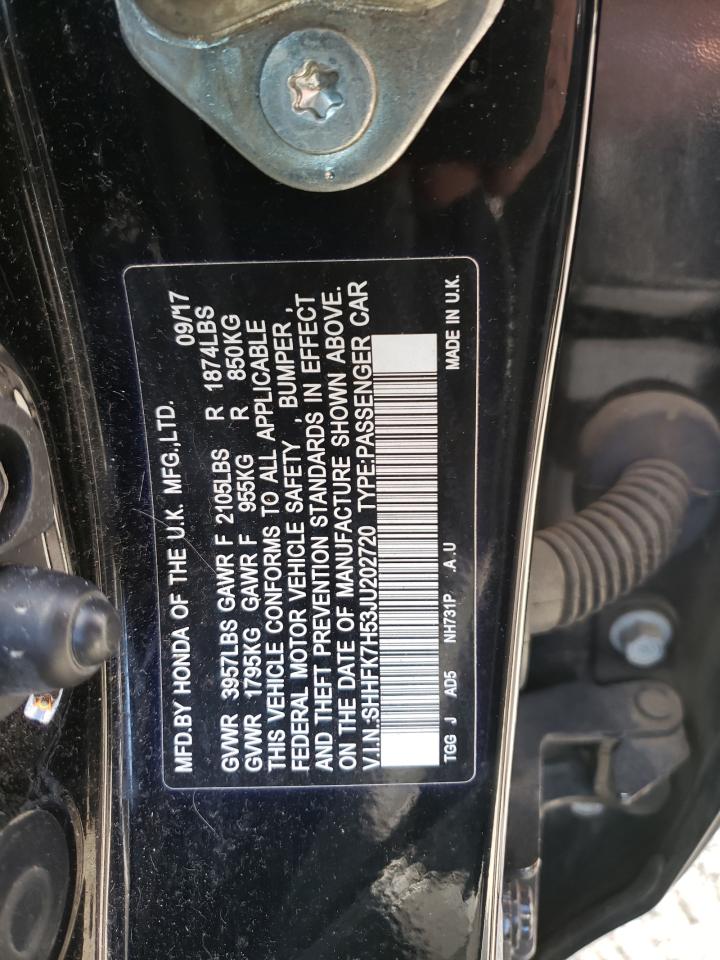 MFD.BY HONDA OF THE U.K. MFG.,LTD. 09/17
GVWR 3957LBS GAWR F 2105LBS R 1874LBS
GVWR 1795KG GAWR F 955KG R 850KG
THIS VEHICLE CONFORMS TO ALL APPLICABLE
FEDERAL MOTOR VEHICLE SAFETY , BUMPER ,
AND THEFT PREVENTION STANDARDS IN EFFECT
ON THE DATE OF MANUFACTURE SHOWN ABOVE.
V.I.N.:SHHFK7H53JU202720 TYPE:PASSENGER CAR
TGG J AD5 NH731P .A.U MADE IN U.K.